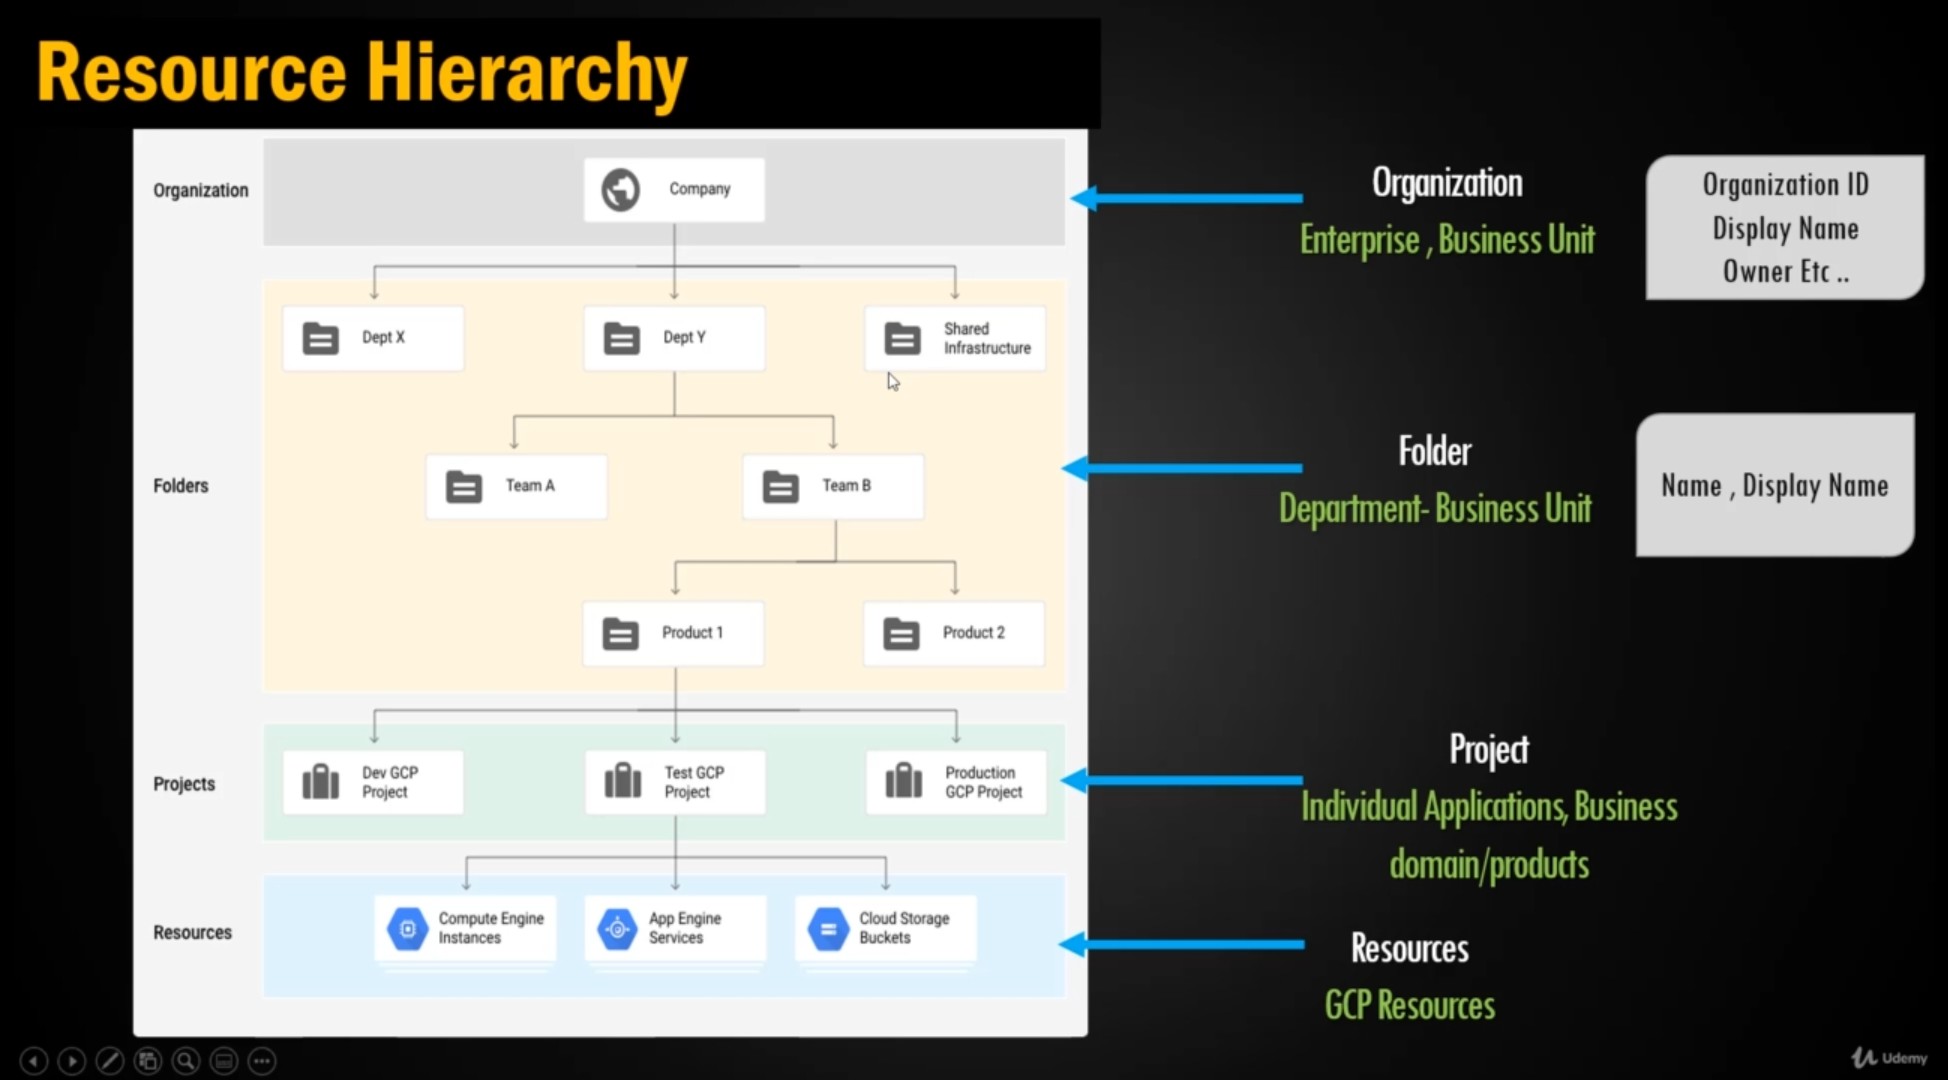 Resource Hierarchy
Organization
Company
Dept X
Dept Y
Shared
Infrastructure
Folders
Team A
Team B
Product 1
Product 2
Projects
Dev GCP
Project
Test GCP
Project
Production
GCP Project
Resources
Compute Engine
Instances
App Engine
Services
Cloud Storage
Buckets
Organization
Enterprise , Business Unit
Organization ID
Display Name
Owner Etc ..
Folder
Department- Business Unit
Name , Display Name
Project
Individual Applications, Business
domain/products
Resources
GCP Resources
Udemy